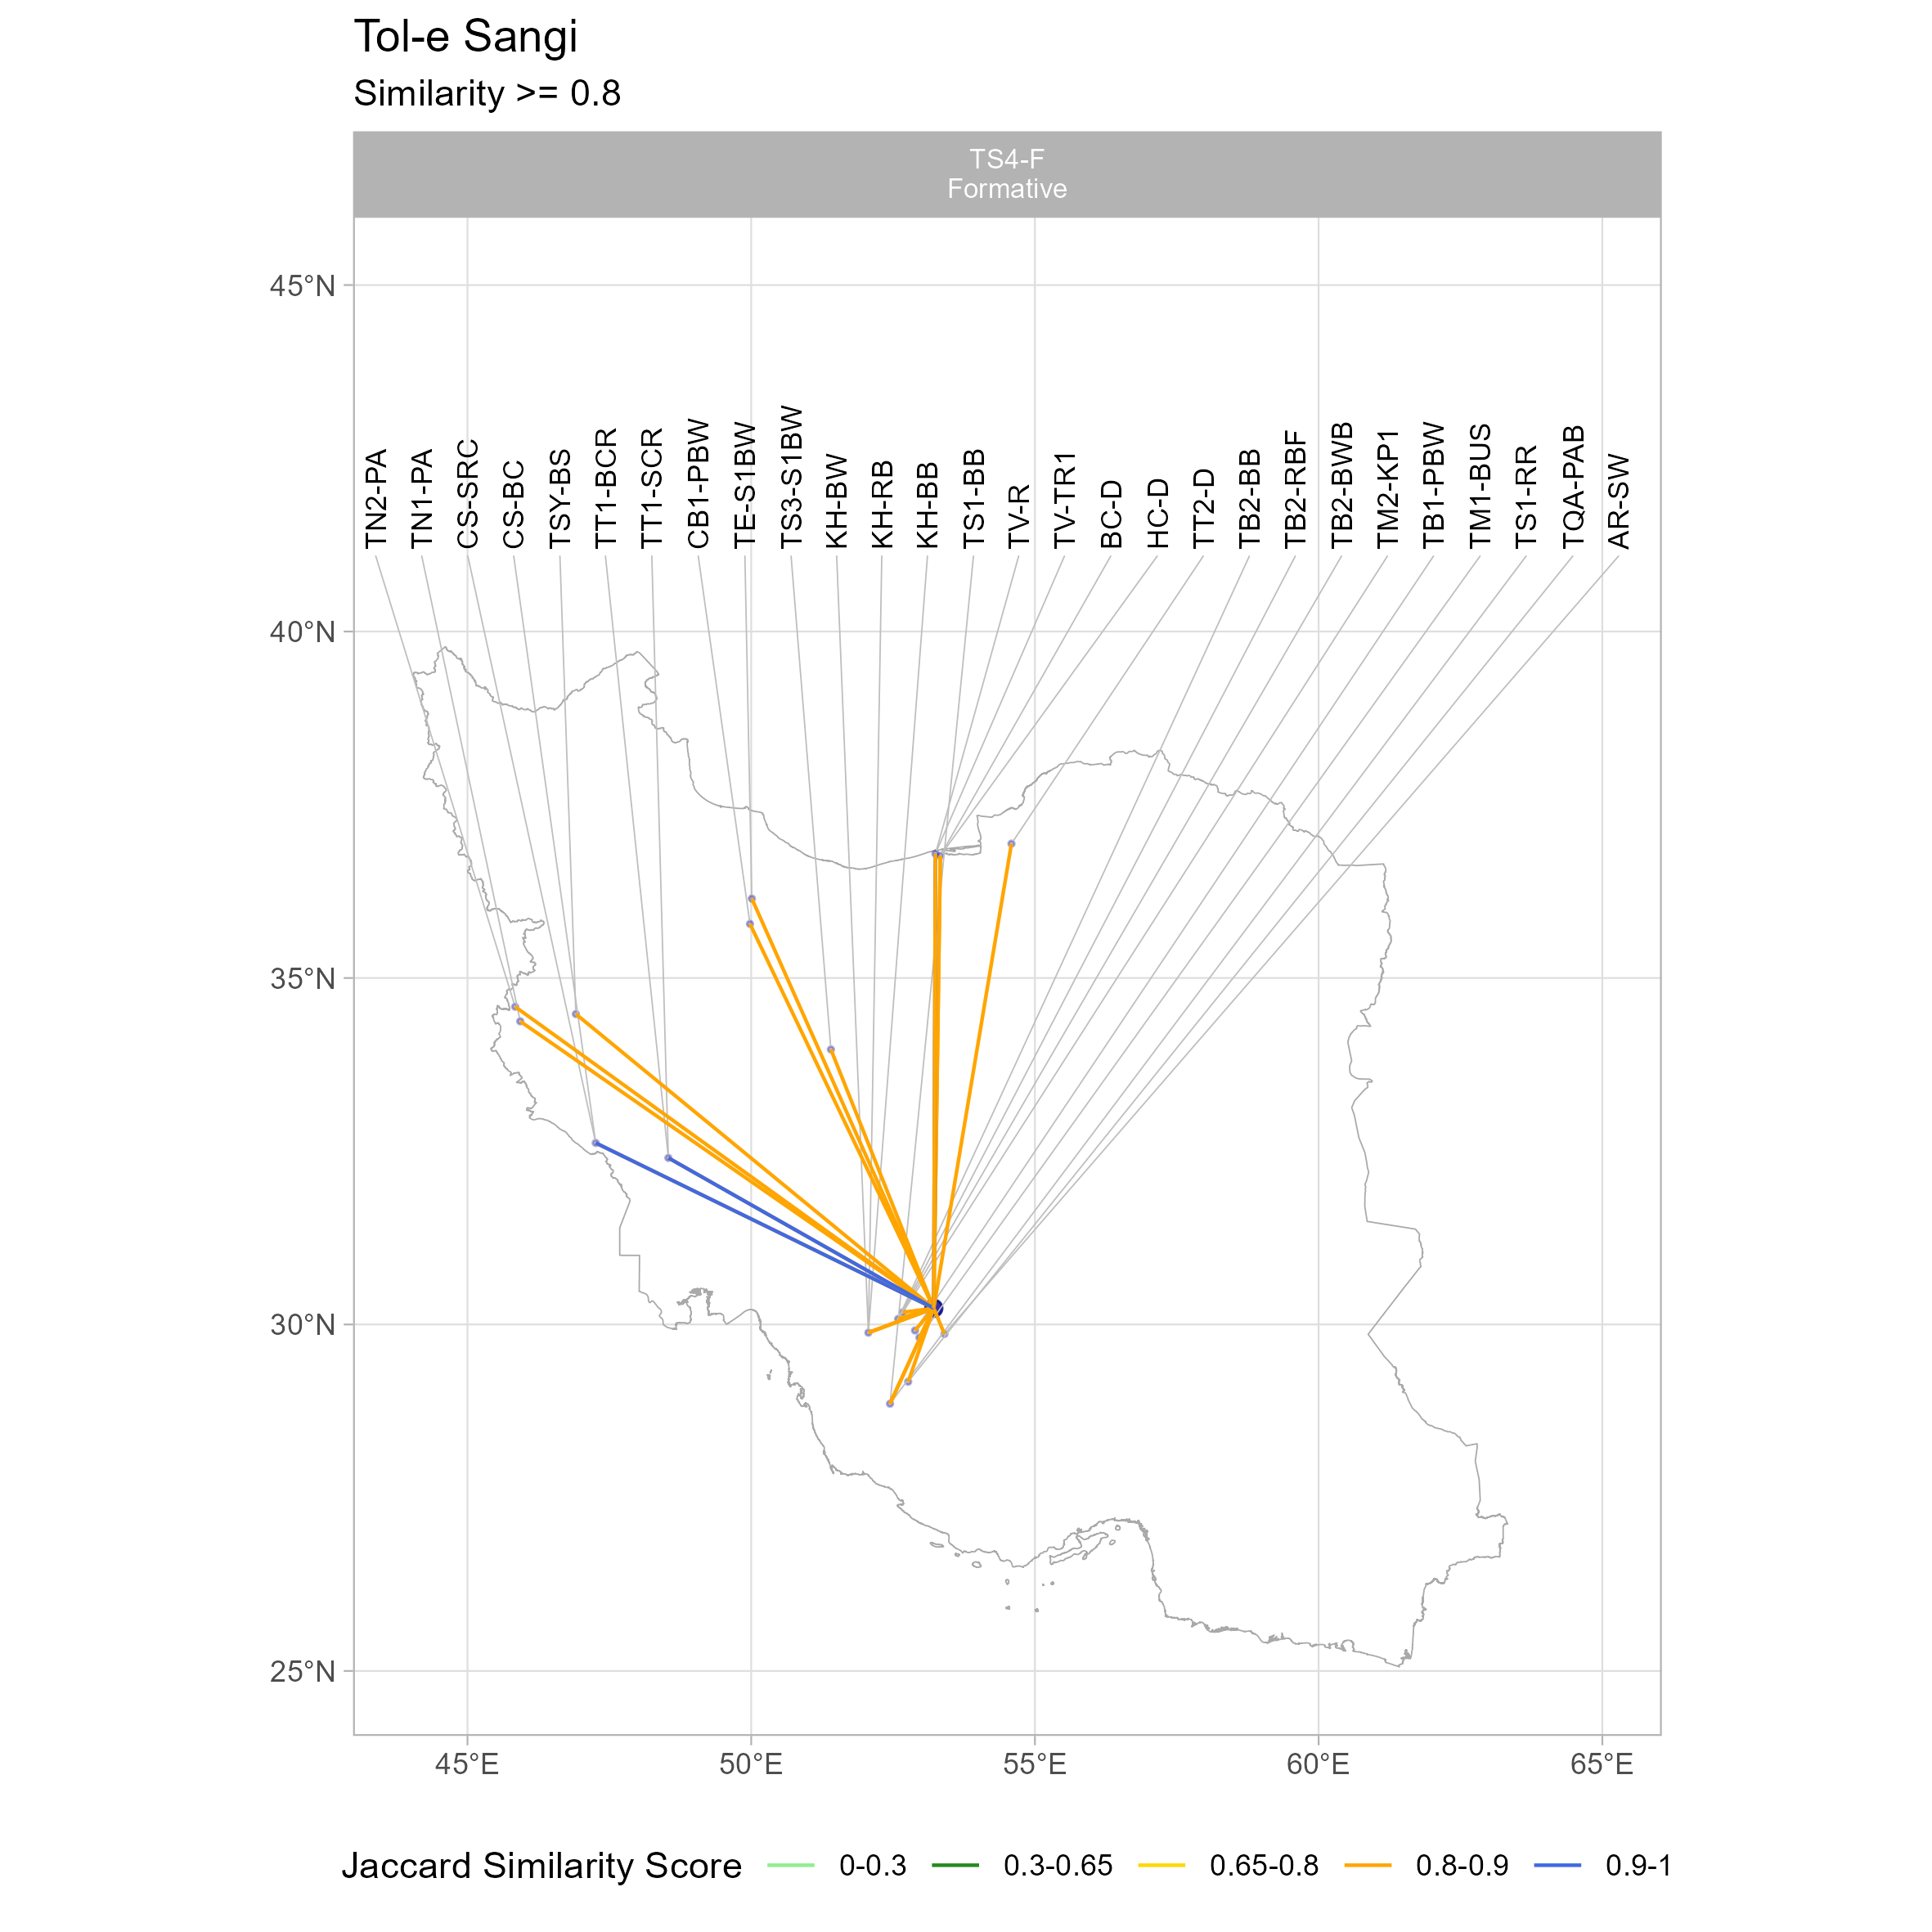 Tol-e Sangi
Similarity >= 0.8
TS4-F
Formative
45°N
40°N
35°N
30°N
25°N
TN2-PA
TN1-PA
CS-SRC
CS-BC
TSY-BS
TT1-BCR
TT1-SCR
CB1-PBW
TE-S1BW
TS3-S1BW
KH-BW
KH-RB
KH-BB
TS1-BB
TV-R
TV-TR1
BC-D
HC-D
TT2-D
TB2-BB
TB2-RBF
TB2-BWB
TM2-KP1
TB1-PBW
TM1-BUS
TS1-RR
TQA-PAB
AR-SW
45°E 50°E 55°E 60°E 65°E
Jaccard Similarity Score 0-0.3 0.3-0.65 0.65-0.8 0.8-0.9 0.9-1